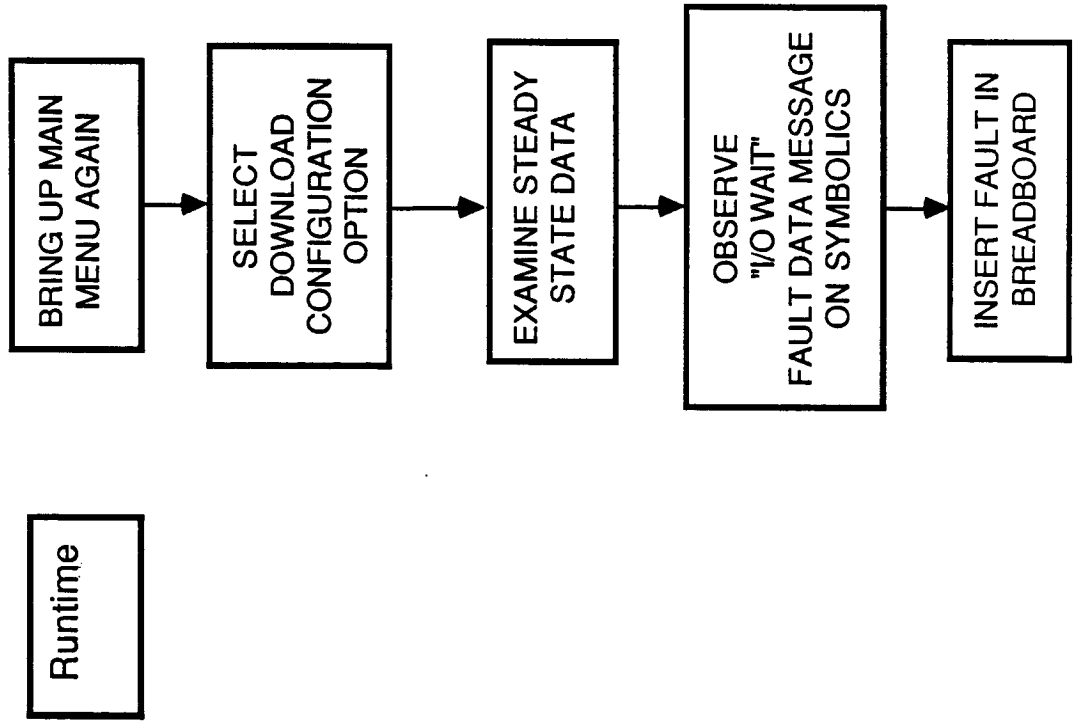 Runtime
BRING UP MAIN
MENU AGAIN
SELECT
DOWNLOAD
CONFIGURATION
OPTION
EXAMINE STEADY
STATE DATA
OBSERVE
"I/O WAIT"
FAULT DATA MESSAGE
ON SYMBOLICS
INSERT FAULT IN
BREADBOARD